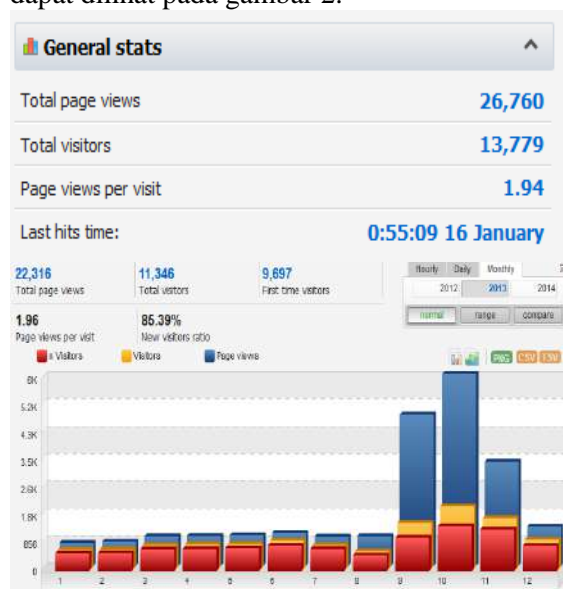 dapat dilihat pada gambar 2.
General stats
Total page views 26,760
Total visitors 13,779
Page views per visit 1.94
Last hits time: 0:55:09 16 January
22,316 11,346 9,697
Total page views Total visitors First time visitors
Hourly Daily Monthly
2012 2013 2014
1.96 85.39%
Page views per visit New visitors ratio
normal range compare
Visitors Visitors Page views
PNG CSV TSV
6K
5.2K
4.3K
3.5K
2.6K
1.8K
856
0
1 2 3 4 5 6 7 8 9 10 11 12